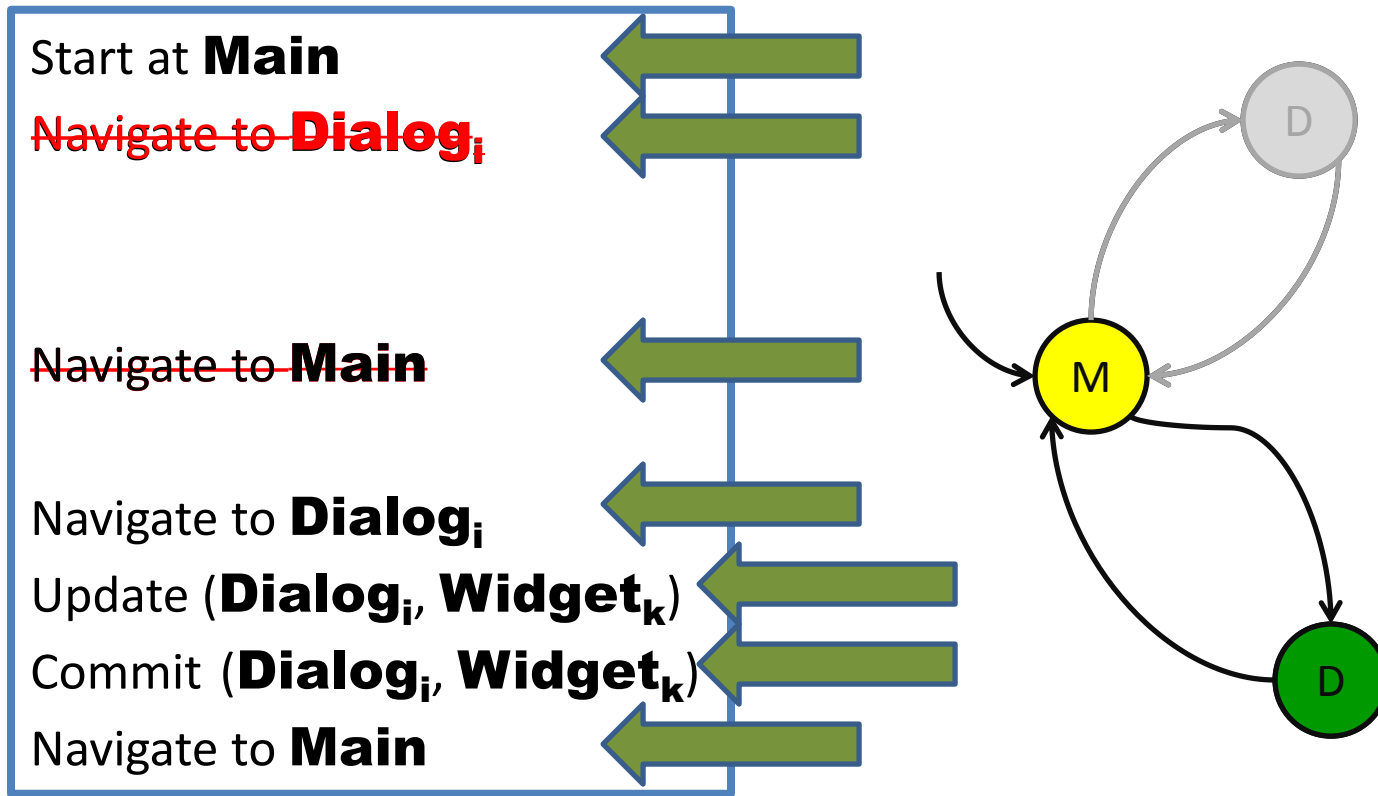 Start at Main
Navigate to Dialogi
Navigate to Main
Navigate to Dialogi
Update (Dialogi, Widgetk)
Commit (Dialogi, Widgetk)
Navigate to Main
D
M
D